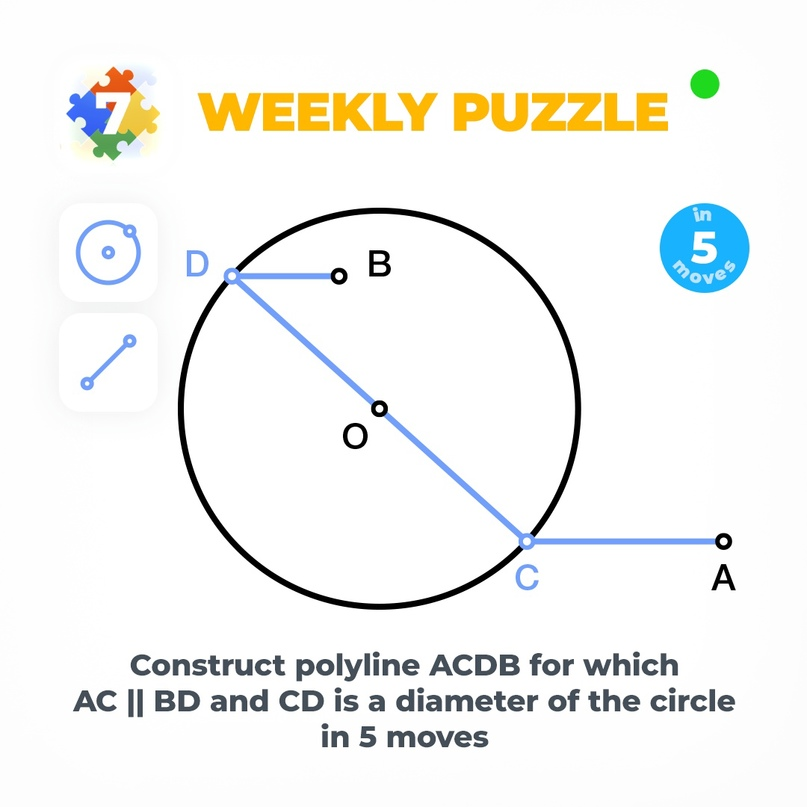 7 WEEKLY PUZZLE
in
5
moves
D
B
O
C
A
Construct polyline ACDB for which
AC || BD and CD is a diameter of the circle
in 5 moves